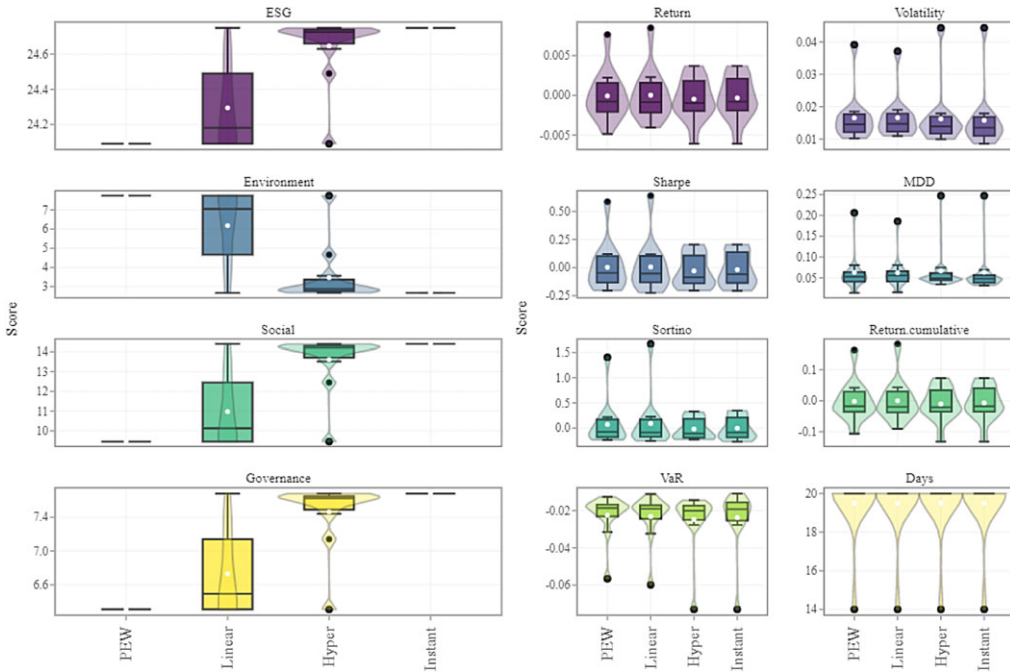 ESG
24.6
24.4
24.2
Environment
7
6
5
4
3
Social
14
13
12
11
10
Governance
7.4
7.0
6.6
Score
PEW
Linear
Hyper
Instant
Return
0.005
0.000
-0.005
Volatility
0.04
0.03
0.02
0.01
Sharpe
0.50
0.25
0.00
-0.25
MDD
0.25
0.20
0.15
0.10
0.05
Sortino
1.5
1.0
0.5
0.0
Return.cumulative
0.1
0.0
-0.1
VaR
-0.02
-0.04
-0.06
Days
20
18
16
14
Score
PEW
Linear
Hyper
Instant
PEW
Linear
Hyper
Instant